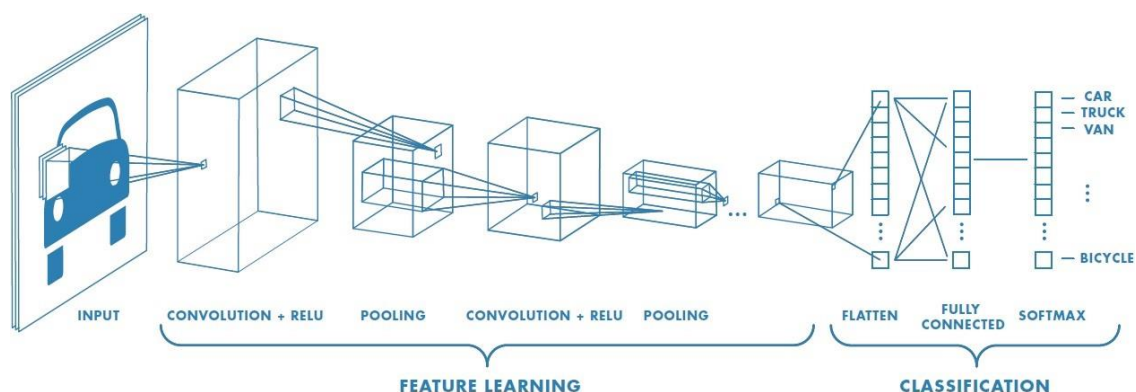 CAR
TRUCK
VAN
BICYCLE
INPUT
CONVOLUTION + RELU
POOLING
CONVOLUTION + RELU
POOLING
FLATTEN
FULLY
CONNECTED
SOFTMAX
FEATURE LEARNING
CLASSIFICATION